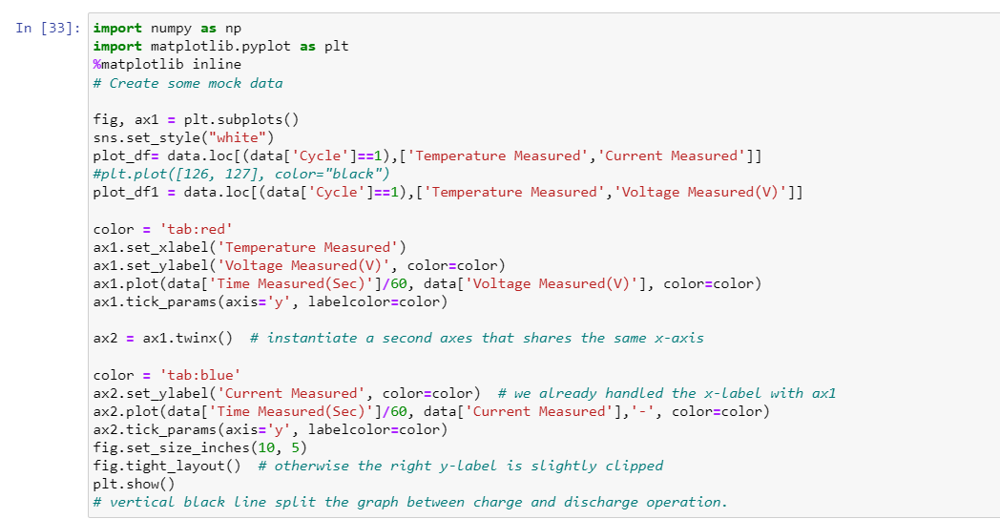 In [33]: import numpy as np
import matplotlib.pyplot as plt
%matplotlib inline
# Create some mock data
fig, ax1 = plt.subplots()
sns.set_style("white")
plot_df= data.loc[(data['Cycle']==1),['Temperature Measured','Current Measured']]
#plt.plot([126, 127], color="black")
plot_df1 = data.loc[(data['Cycle']==1),['Temperature Measured','Voltage Measured(V)']]
color = 'tab:red'
ax1.set_xlabel('Temperature Measured')
ax1.set_ylabel('Voltage Measured(V)', color=color)
ax1.plot(data['Time Measured(Sec)']/60, data['Voltage Measured(V)'], color=color)
ax1.tick_params(axis='y', labelcolor=color)
ax2 = ax1.twinx()  # instantiate a second axes that shares the same x-axis
color = 'tab:blue'
ax2.set_ylabel('Current Measured', color=color)  # we already handled the x-label with ax1
ax2.plot(data['Time Measured(Sec)']/60, data['Current Measured'],'-', color=color)
ax2.tick_params(axis='y', labelcolor=color)
fig.set_size_inches(10, 5)
fig.tight_layout()  # otherwise the right y-label is slightly clipped
plt.show()
# vertical black line split the graph between charge and discharge operation.